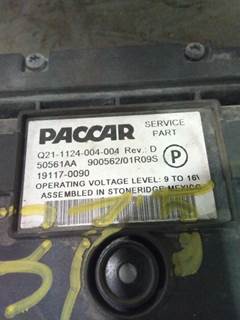 PACCAR SERVICE PART
Q21-1124-004-004 Rev.: D
50561AA 900562/01R09S
19117-0090 P
OPERATING VOLTAGE LEVEL: 9 TO 16V
ASSEMBLED IN STONERIDGE MEXICO